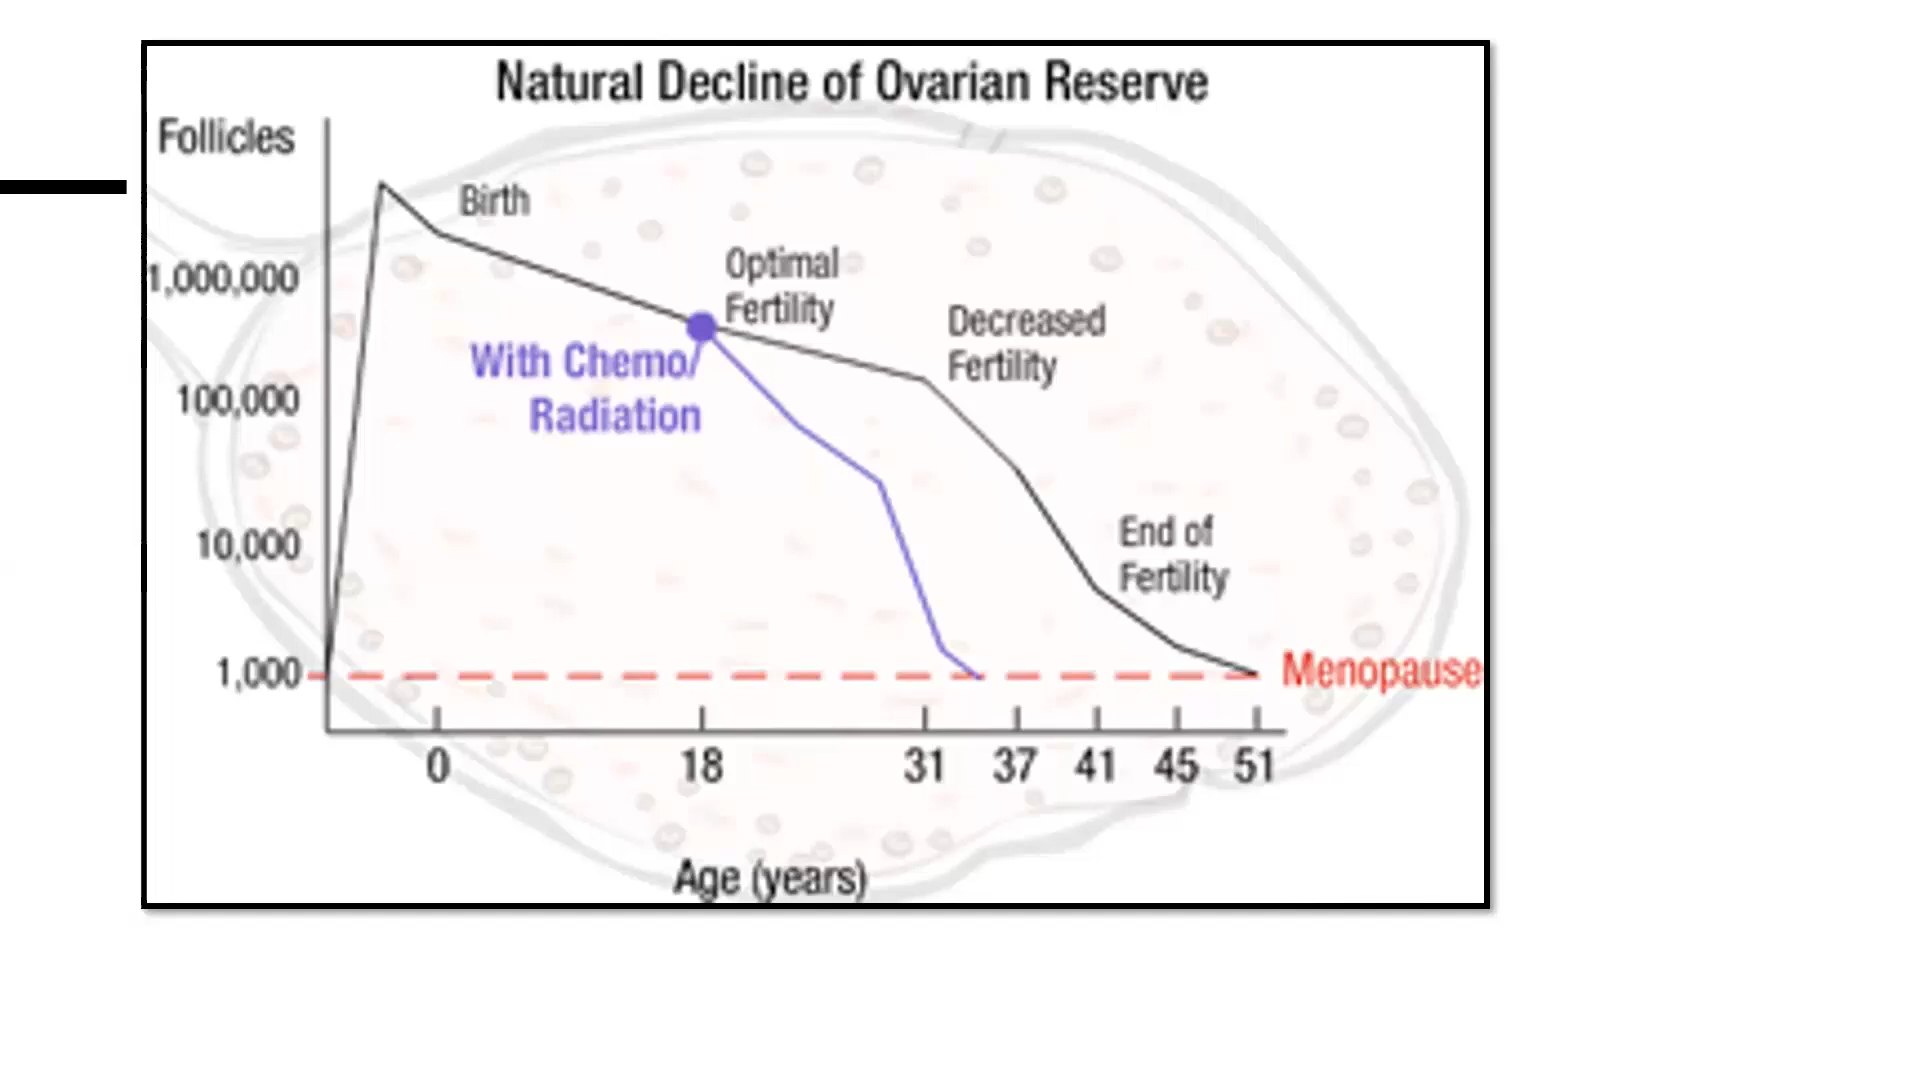 Natural Decline of Ovarian Reserve
Follicles
Birth
Optimal
Fertility
1,000,000
Decreased
Fertility
With Chemo/
Radiation
100,000
10,000
End of
Fertility
1,000
Menopause
0 18 31 37 41 45 51
Age (years)